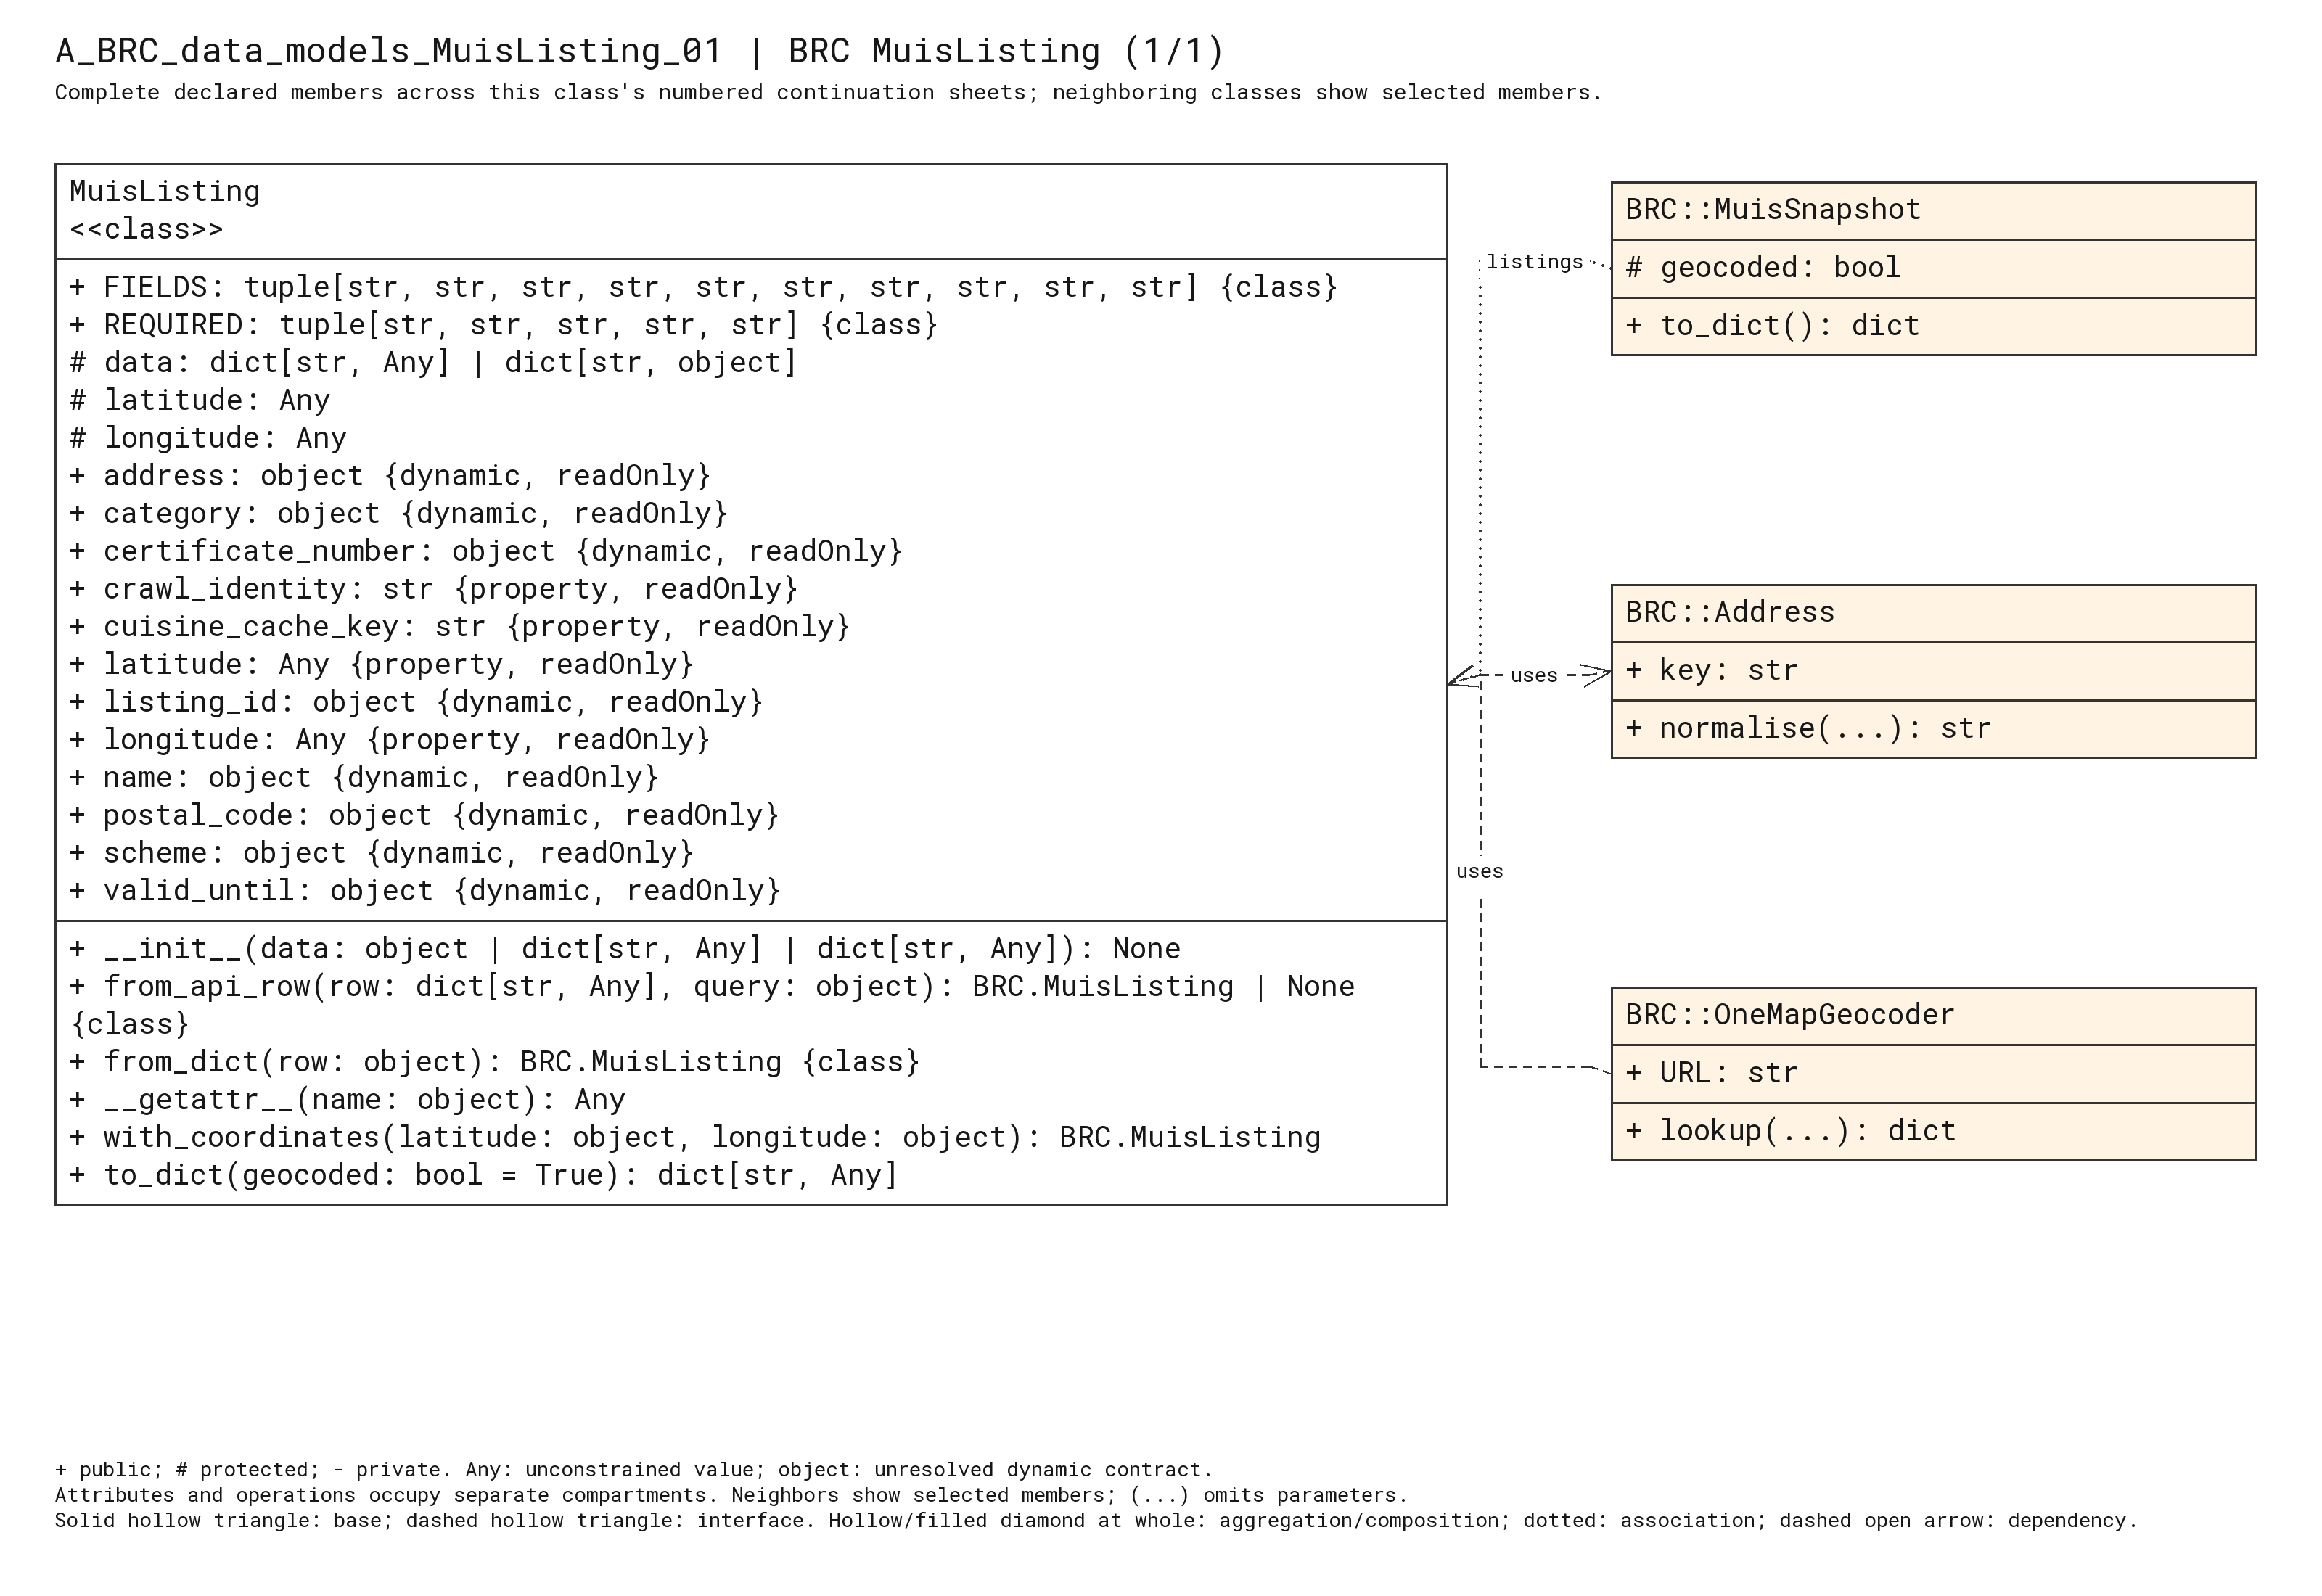 A_BRC_data_models_MuisListing_01 | BRC MuisListing (1/1)
Complete declared members across this class's numbered continuation sheets; neighboring classes show selected members.
MuisListing
<<class>>
+ FIELDS: tuple[str, str, str, str, str, str, str, str, str, str] {class}
+ REQUIRED: tuple[str, str, str, str, str] {class}
# data: dict[str, Any] | dict[str, object]
# latitude: Any
# longitude: Any
+ address: object {dynamic, readOnly}
+ category: object {dynamic, readOnly}
+ certificate_number: object {dynamic, readOnly}
+ crawl_identity: str {property, readOnly}
+ cuisine_cache_key: str {property, readOnly}
+ latitude: Any {property, readOnly}
+ listing_id: object {dynamic, readOnly}
+ longitude: Any {property, readOnly}
+ name: object {dynamic, readOnly}
+ postal_code: object {dynamic, readOnly}
+ scheme: object {dynamic, readOnly}
+ valid_until: object {dynamic, readOnly}
+ __init__(data: object | dict[str, Any] | dict[str, Any]): None
+ from_api_row(row: dict[str, Any], query: object): BRC.MuisListing | None
{class}
+ from_dict(row: object): BRC.MuisListing {class}
+ __getattr__(name: object): Any
+ with_coordinates(latitude: object, longitude: object): BRC.MuisListing
+ to_dict(geocoded: bool = True): dict[str, Any]
listings
uses
uses
BRC::MuisSnapshot
# geocoded: bool
+ to_dict(): dict
BRC::Address
+ key: str
+ normalise(...): str
BRC::OneMapGeocoder
+ URL: str
+ lookup(...): dict
+ public; # protected; - private. Any: unconstrained value; object: unresolved dynamic contract.
Attributes and operations occupy separate compartments. Neighbors show selected members; (...) omits parameters.
Solid hollow triangle: base; dashed hollow triangle: interface. Hollow/filled diamond at whole: aggregation/composition; dotted: association; dashed open arrow: dependency.